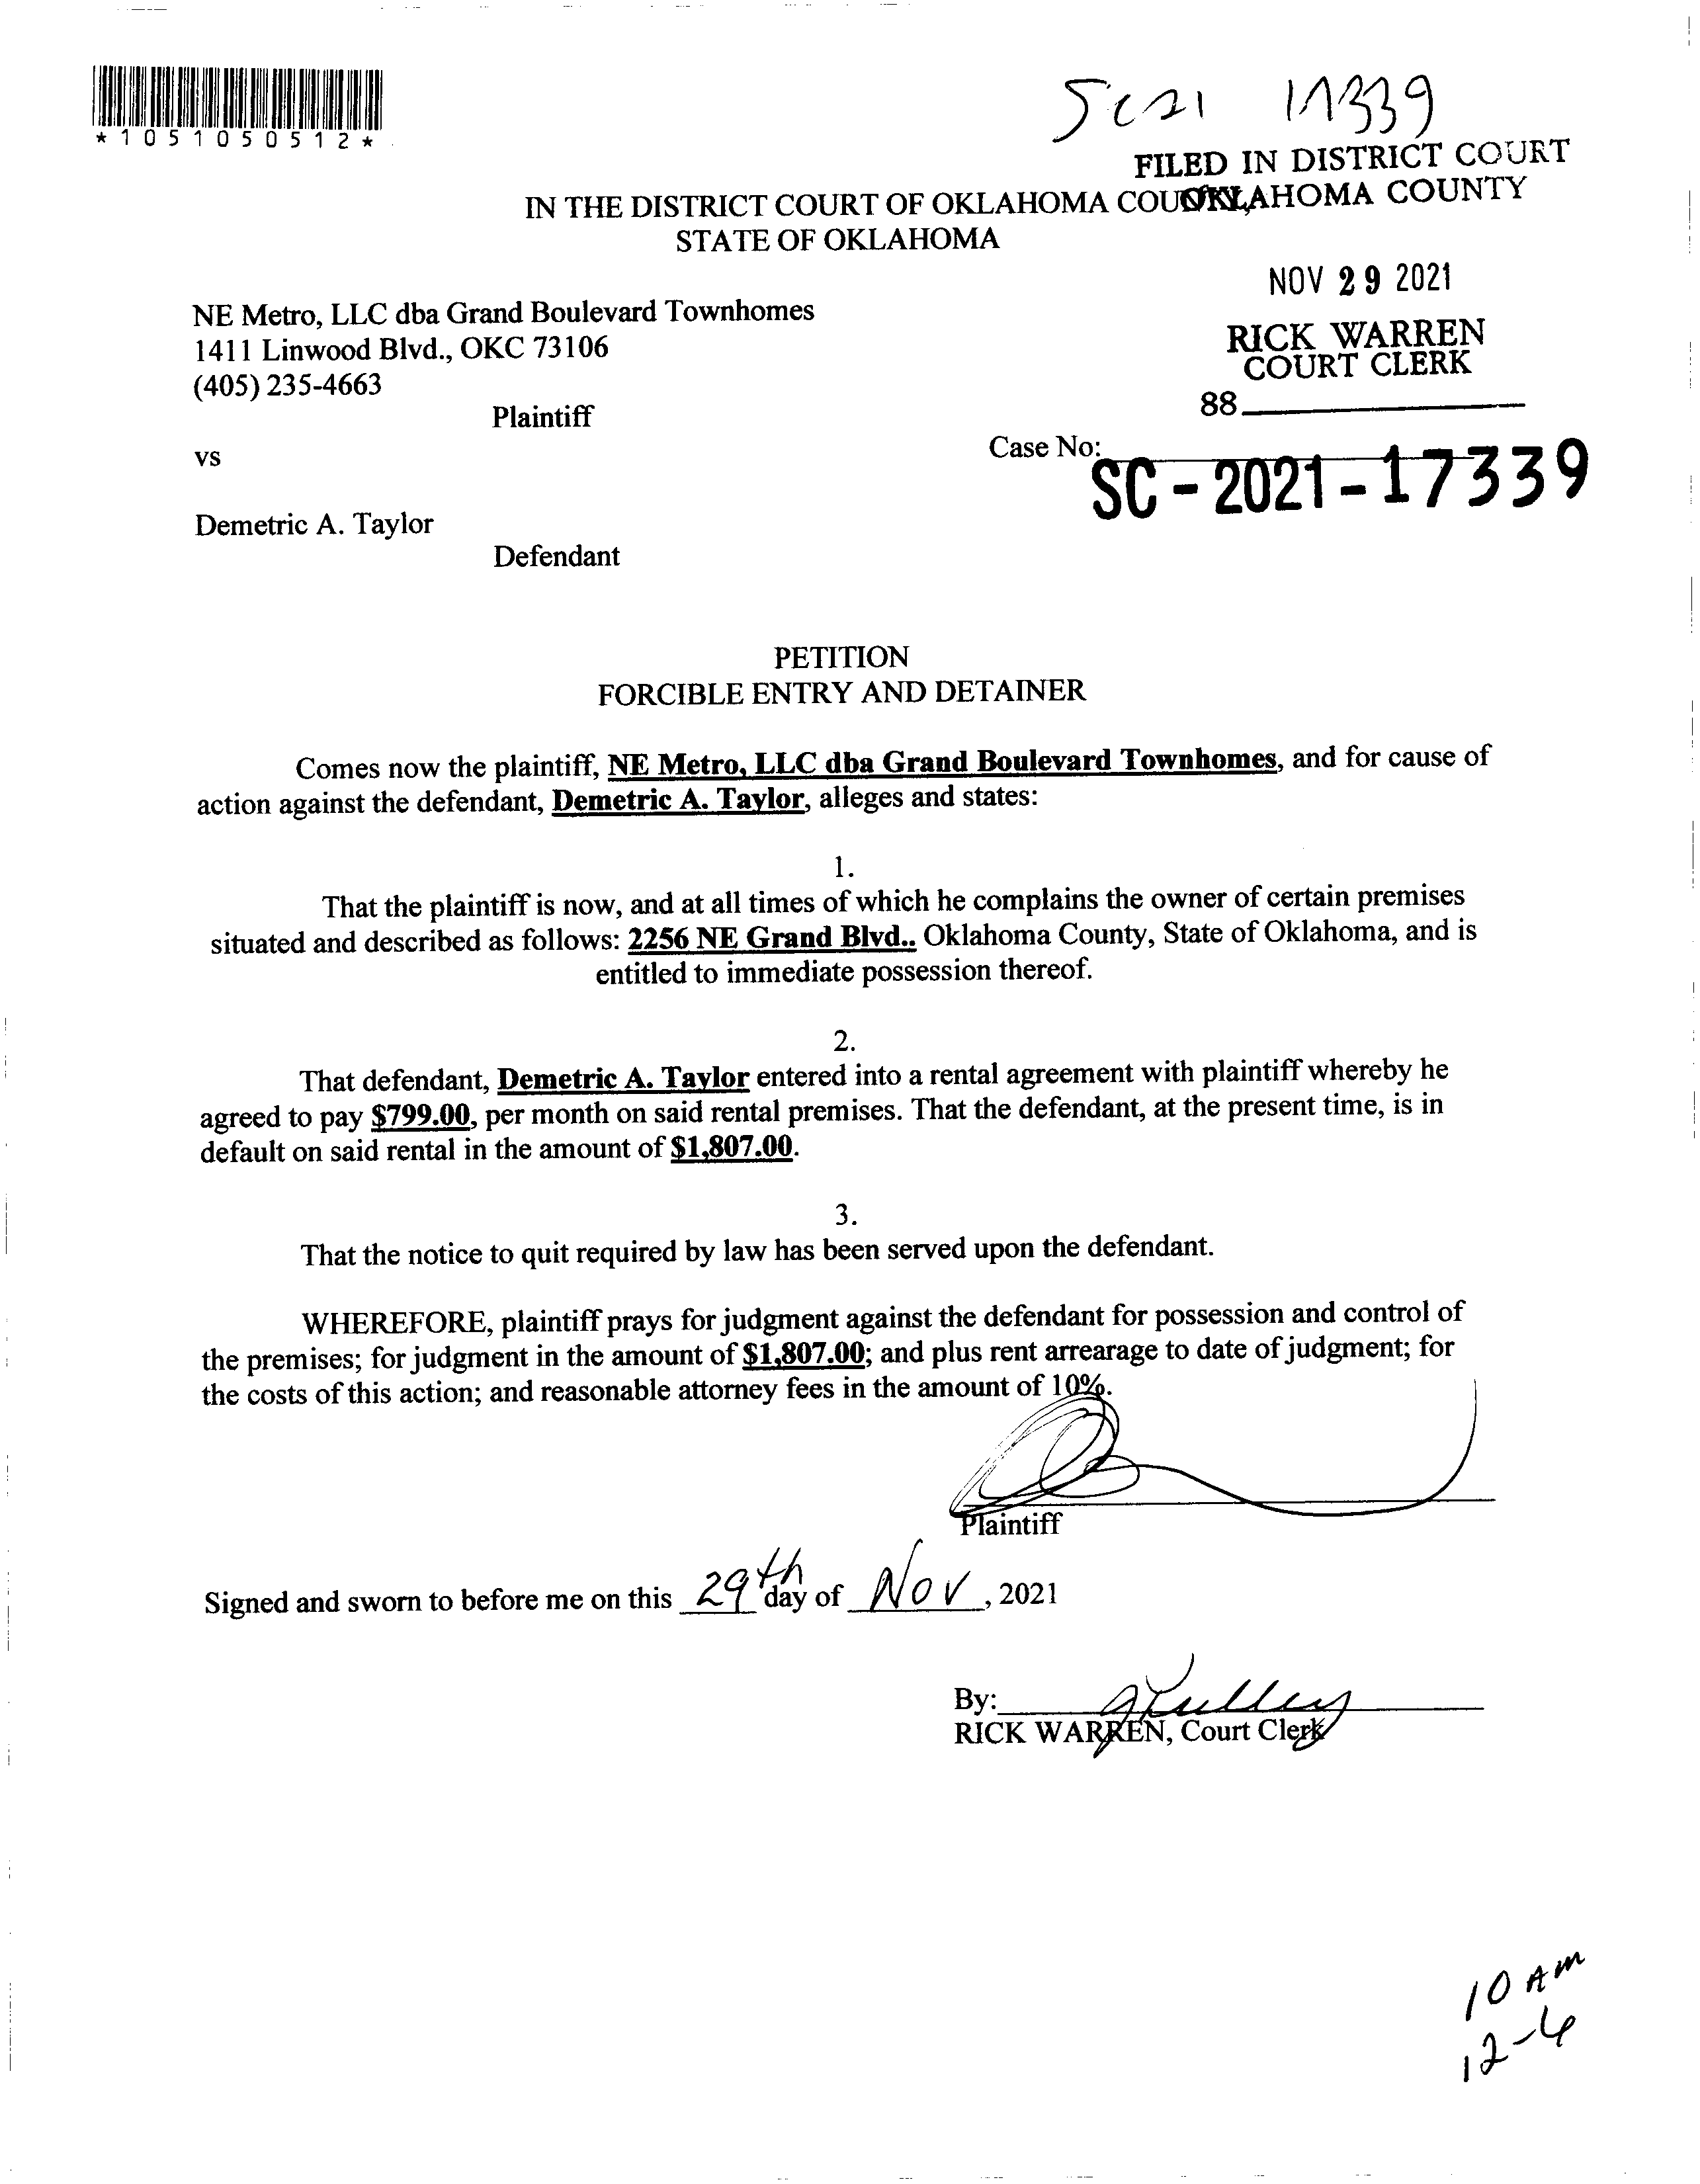 *1051050512*
SC21 17339
FILED IN DISTRICT COURT
OKLAHOMA COUNTY
IN THE DISTRICT COURT OF OKLAHOMA COUNTY,
STATE OF OKLAHOMA
NOV 29 2021
NE Metro, LLC dba Grand Boulevard Townhomes
1411 Linwood Blvd., OKC 73106
(405) 235-4663
RICK WARREN
COURT CLERK
88
Plaintiff
vs
Case No:
SC-2021-17339
Demetric A. Taylor
Defendant
PETITION
FORCIBLE ENTRY AND DETAINER
Comes now the plaintiff, NE Metro, LLC dba Grand Boulevard Townhomes, and for cause of
action against the defendant, Demetric A. Taylor, alleges and states:
1.
That the plaintiff is now, and at all times of which he complains the owner of certain premises
situated and described as follows: 2256 NE Grand Blvd.. Oklahoma County, State of Oklahoma, and is
entitled to immediate possession thereof.
2.
That defendant, Demetric A. Taylor entered into a rental agreement with plaintiff whereby he
agreed to pay $799.00, per month on said rental premises. That the defendant, at the present time, is in
default on said rental in the amount of $1,807.00.
3.
That the notice to quit required by law has been served upon the defendant.
WHEREFORE, plaintiff prays for judgment against the defendant for possession and control of
the premises; for judgment in the amount of $1,807.00; and plus rent arrearage to date of judgment; for
the costs of this action; and reasonable attorney fees in the amount of 10%.
Plaintiff
Signed and sworn to before me on this 29th day of Nov, 2021
By:
RICK WARREN, Court Clerk
10 AM
12-6